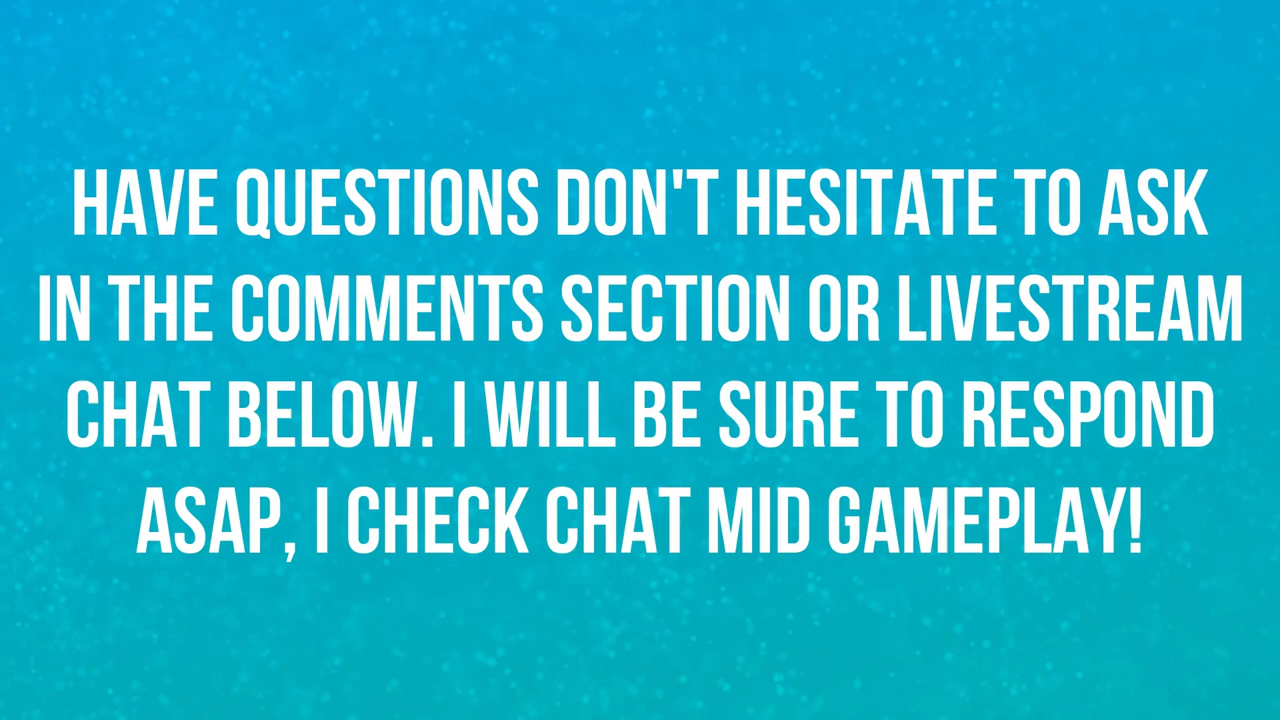 HAVE QUESTIONS DON'T HESITATE TO ASK
IN THE COMMENTS SECTION OR LIVESTREAM
CHAT BELOW. I WILL BE SURE TO RESPOND
ASAP, I CHECK CHAT MID GAMEPLAY!